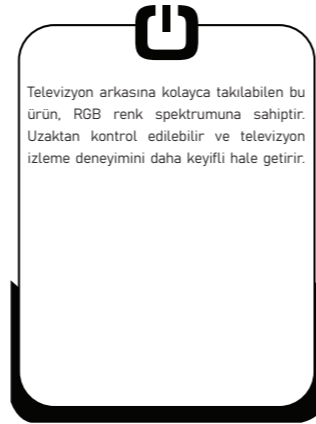 Televizyon arkasına kolayca takılabilen bu
ürün, RGB renk spektrumuna sahiptir.
Uzaktan kontrol edilebilir ve televizyon
izleme deneyimini daha keyifli hale getirir.